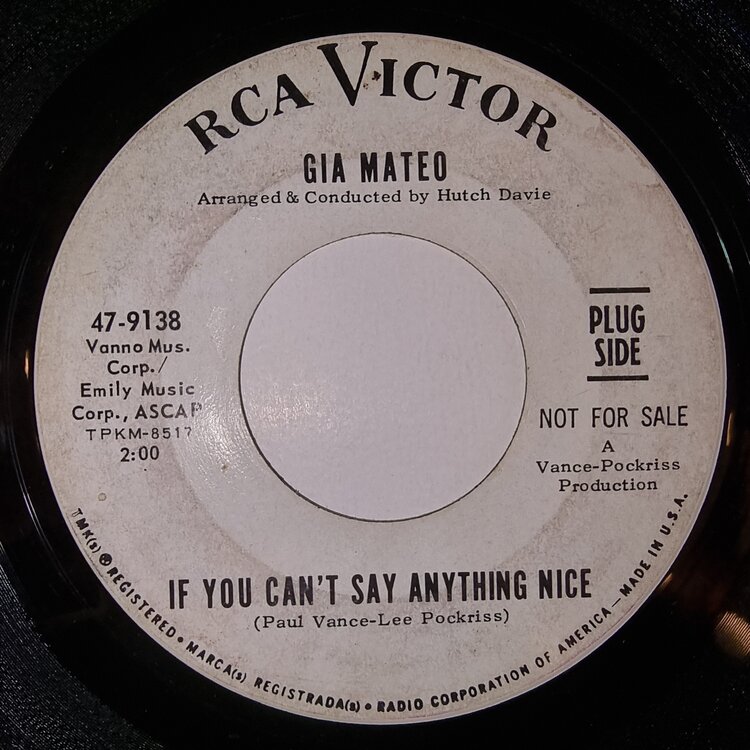 RCA VICTOR
GIA MATEO
Arranged & Conducted by Hutch Davie
47-9138
Vanno Mus.
Corp./
Emily Music
Corp., ASCAP
TPKM-8517
2:00
PLUG
SIDE
NOT FOR SALE
A
Vance-Pockriss
Production
IF YOU CAN'T SAY ANYTHING NICE
(Paul Vance-Lee Pockriss)
TMK(s) ® REGISTERED • MARCA(s) REGISTRADA(s) • RADIO CORPORATION OF AMERICA—MADE IN U.S.A.